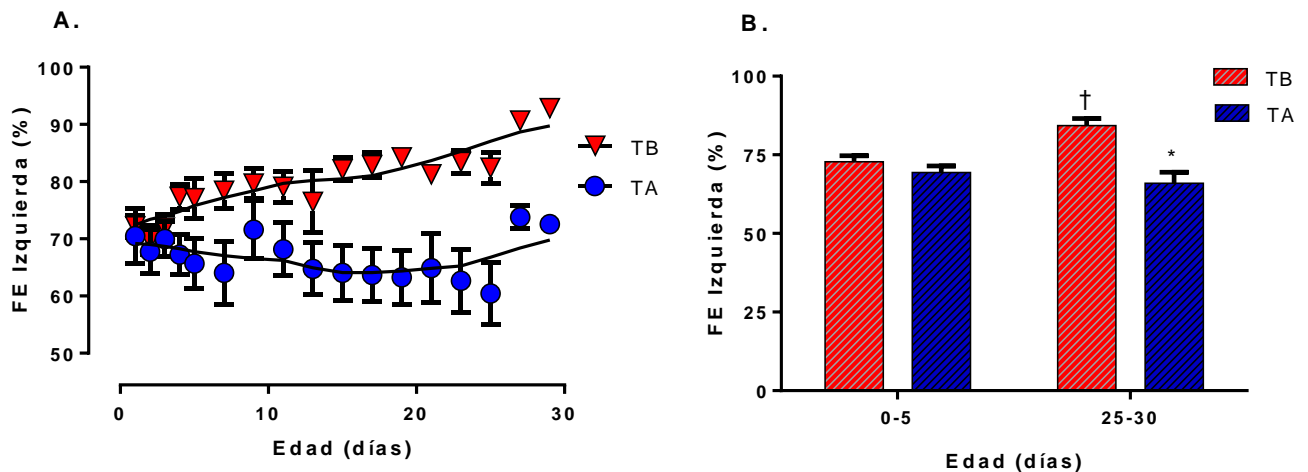 A.
FE Izquierda (%)
100
90
80
70
60
50
0
10
20
30
Edad (días)
TB
TA
B.
FE Izquierda (%)
100
75
50
25
0
†
*
0-5
25-30
Edad (días)
TB
TA